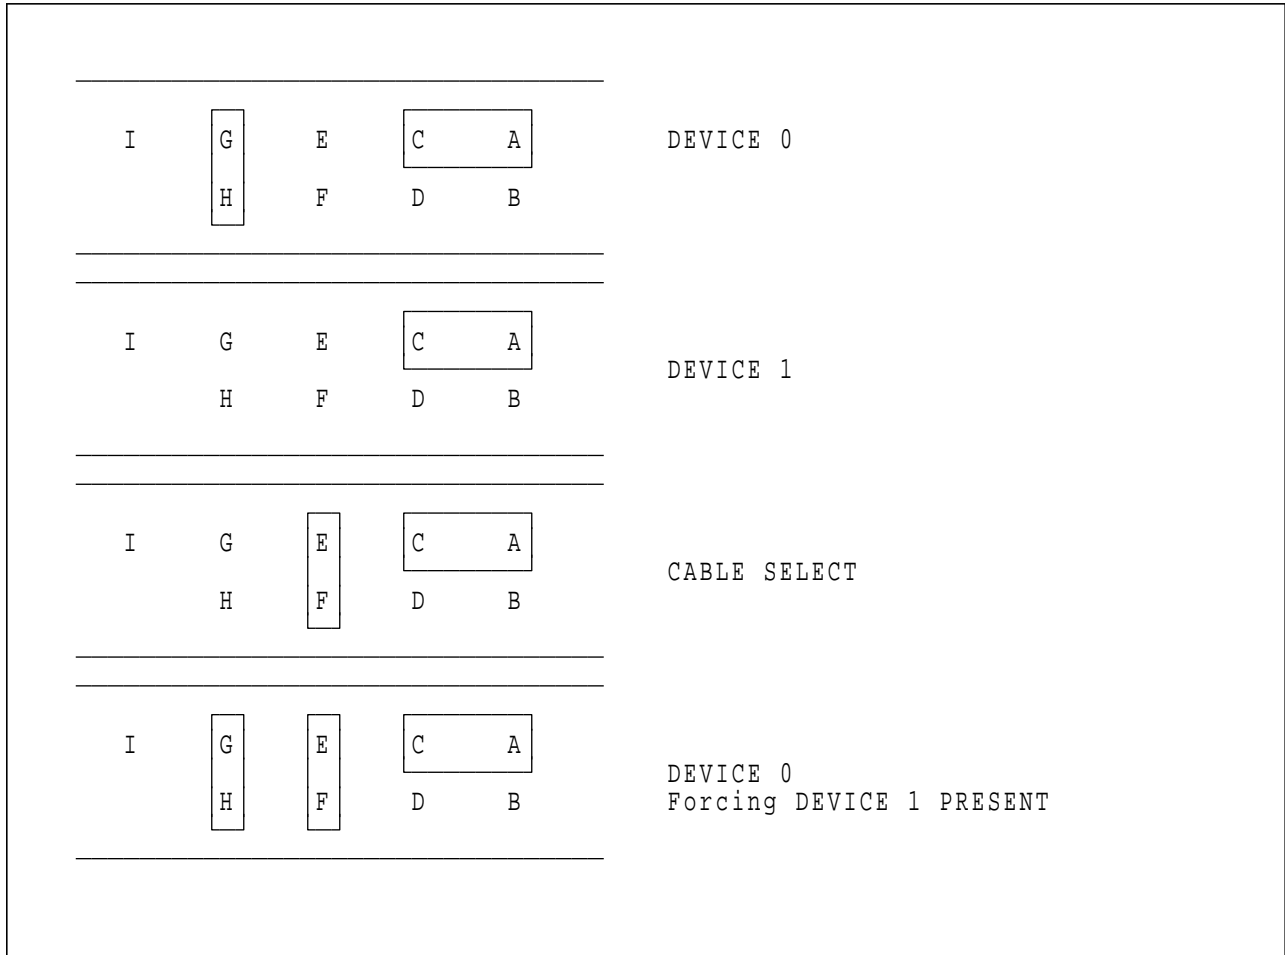 I G E C A DEVICE 0
H F D B
I G E C A
DEVICE 1
H F D B
I G E C A
CABLE SELECT
H F D B
I G E C A
DEVICE 0
H F D B Forcing DEVICE 1 PRESENT